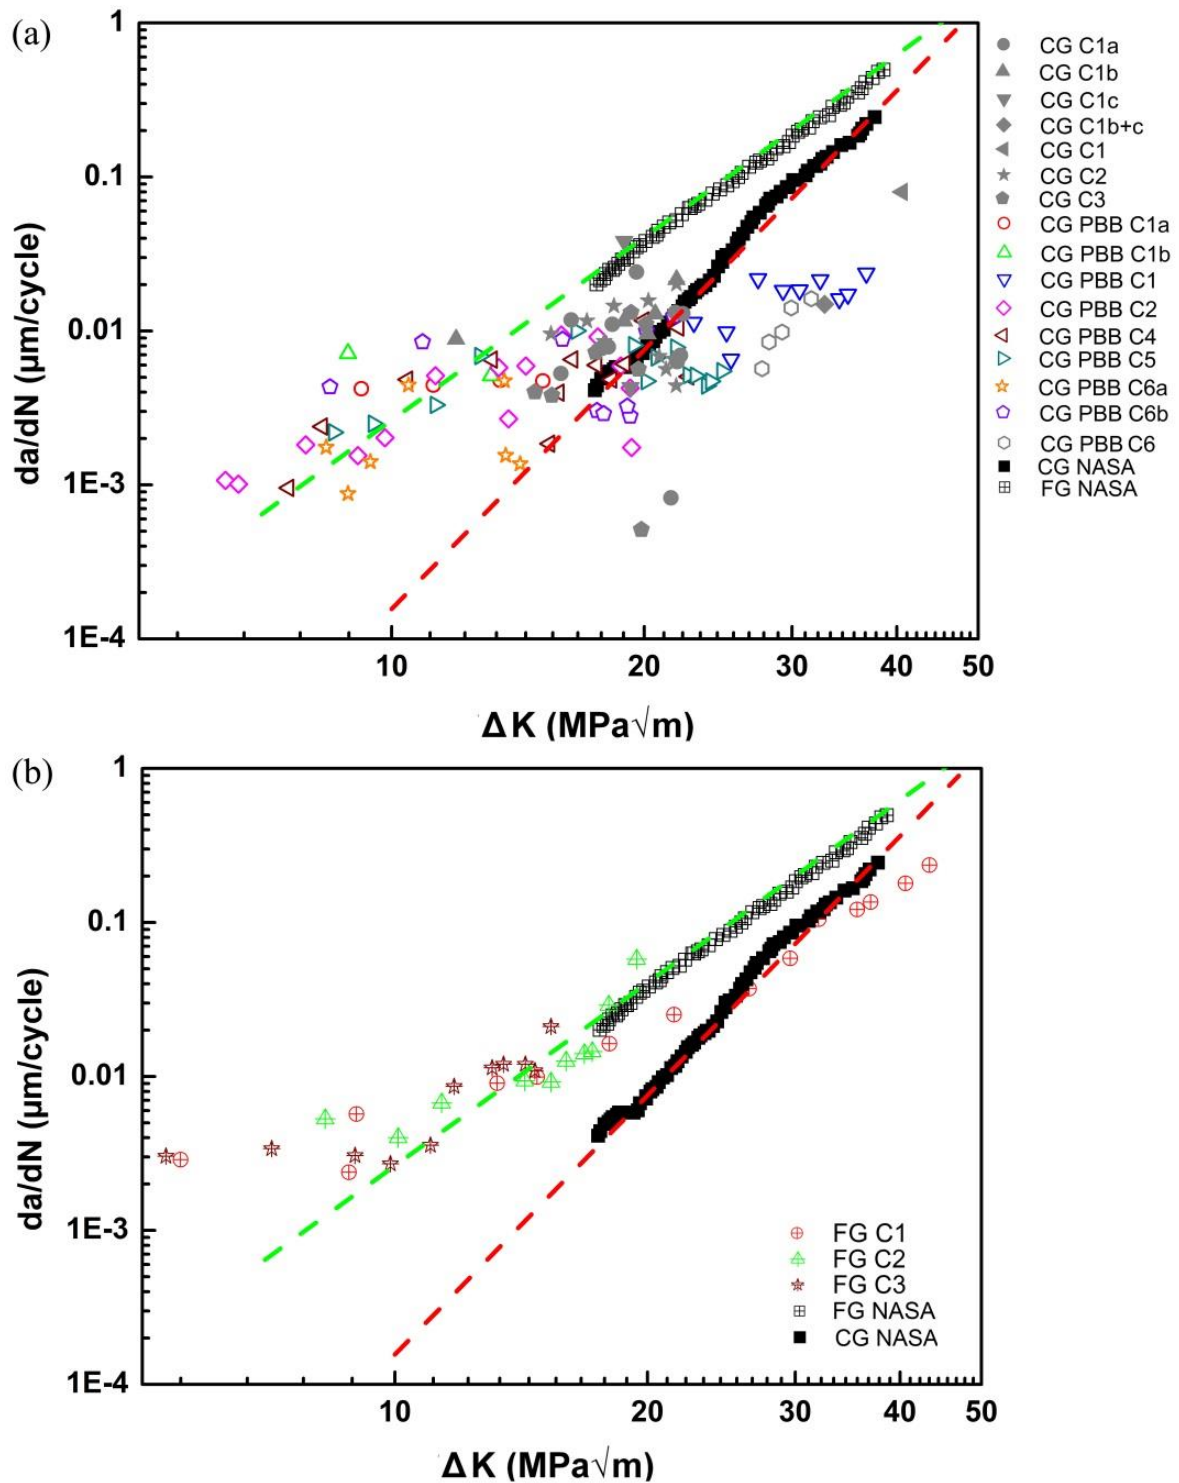 (a)
1
0.1
0.01
1E-3
1E-4
da/dN (μm/cycle)
10
20
30
40
50
ΔK (MPa√m)
CG C1a
CG C1b
CG C1c
CG C1b+c
CG C1
CG C2
CG C3
CG PBB C1a
CG PBB C1b
CG PBB C1
CG PBB C2
CG PBB C4
CG PBB C5
CG PBB C6a
CG PBB C6b
CG PBB C6
CG NASA
FG NASA
(b)
1
0.1
0.01
1E-3
1E-4
da/dN (μm/cycle)
FG C1
FG C2
FG C3
FG NASA
CG NASA
10
20
30
40
50
ΔK (MPa√m)